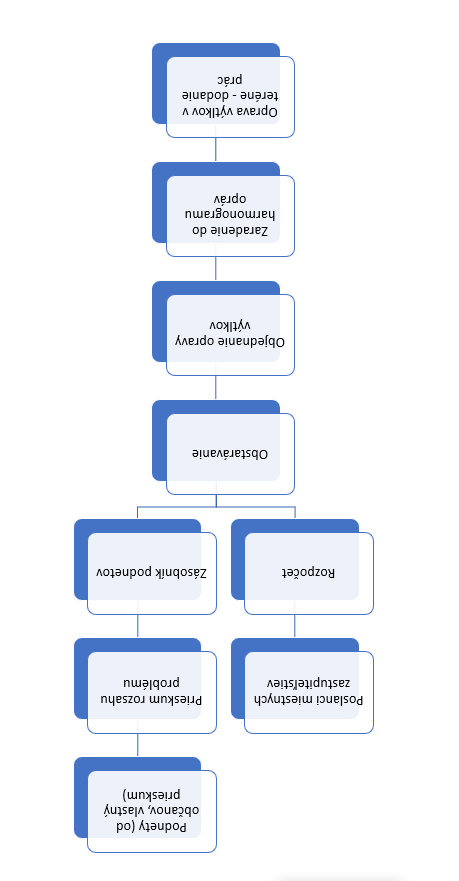 Oprava výtlkov v
teréne - dodanie
prác
Zaradenie do
harmonogramu
opráv
Objednanie opravy
výtlkov
Obstarávanie
Zásobník podnetov
Rozpočet
Prieskum rozsahu
problému
Poslanci miestnych
zastupiteľstiev
Podnety (od
občanov, vlastný
prieskum)